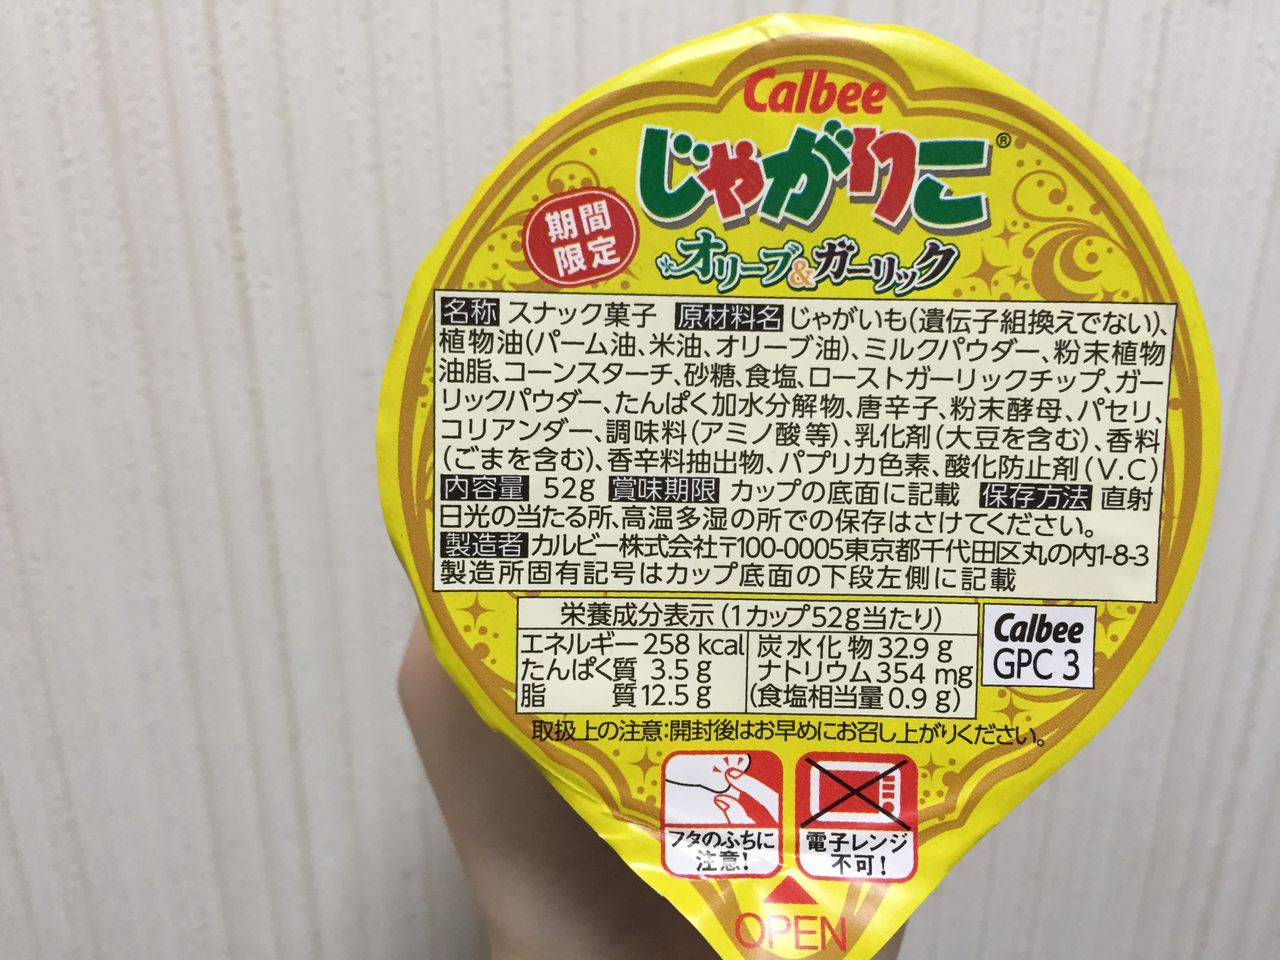 Calbee
じゃがりこ®
期間
限定
オリーブ&ガーリック
名称 スナック菓子 原材料名 じゃがいも(遺伝子組換えでない)、
植物油(パーム油、米油、オリーブ油)、ミルクパウダー、粉末植物
油脂、コーンスターチ、砂糖、食塩、ローストガーリックチップ、ガー
リックパウダー、たんぱく加水分解物、唐辛子、粉末酵母、パセリ、
コリアンダー、調味料(アミノ酸等)、乳化剤(大豆を含む)、香料
(ごまを含む)、香辛料抽出物、パプリカ色素、酸化防止剤(V.C)
内容量 52g 賞味期限 カップの底面に記載 保存方法 直射
日光の当たる所、高温多湿の所での保存はさけてください。
製造者 カルビー株式会社〒100-0005東京都千代田区丸の内1-8-3
製造所固有記号はカップ底面の下段左側に記載
栄養成分表示(1カップ52g当たり)
エネルギー 258 kcal 炭水化物 32.9 g
たんぱく質 3.5 g ナトリウム 354 mg
脂質 12.5 g (食塩相当量 0.9 g)
Calbee
GPC 3
取扱上の注意:開封後はお早めにお召し上がりください。
フタのふちに
注意!
電子レンジ
不可!
OPEN